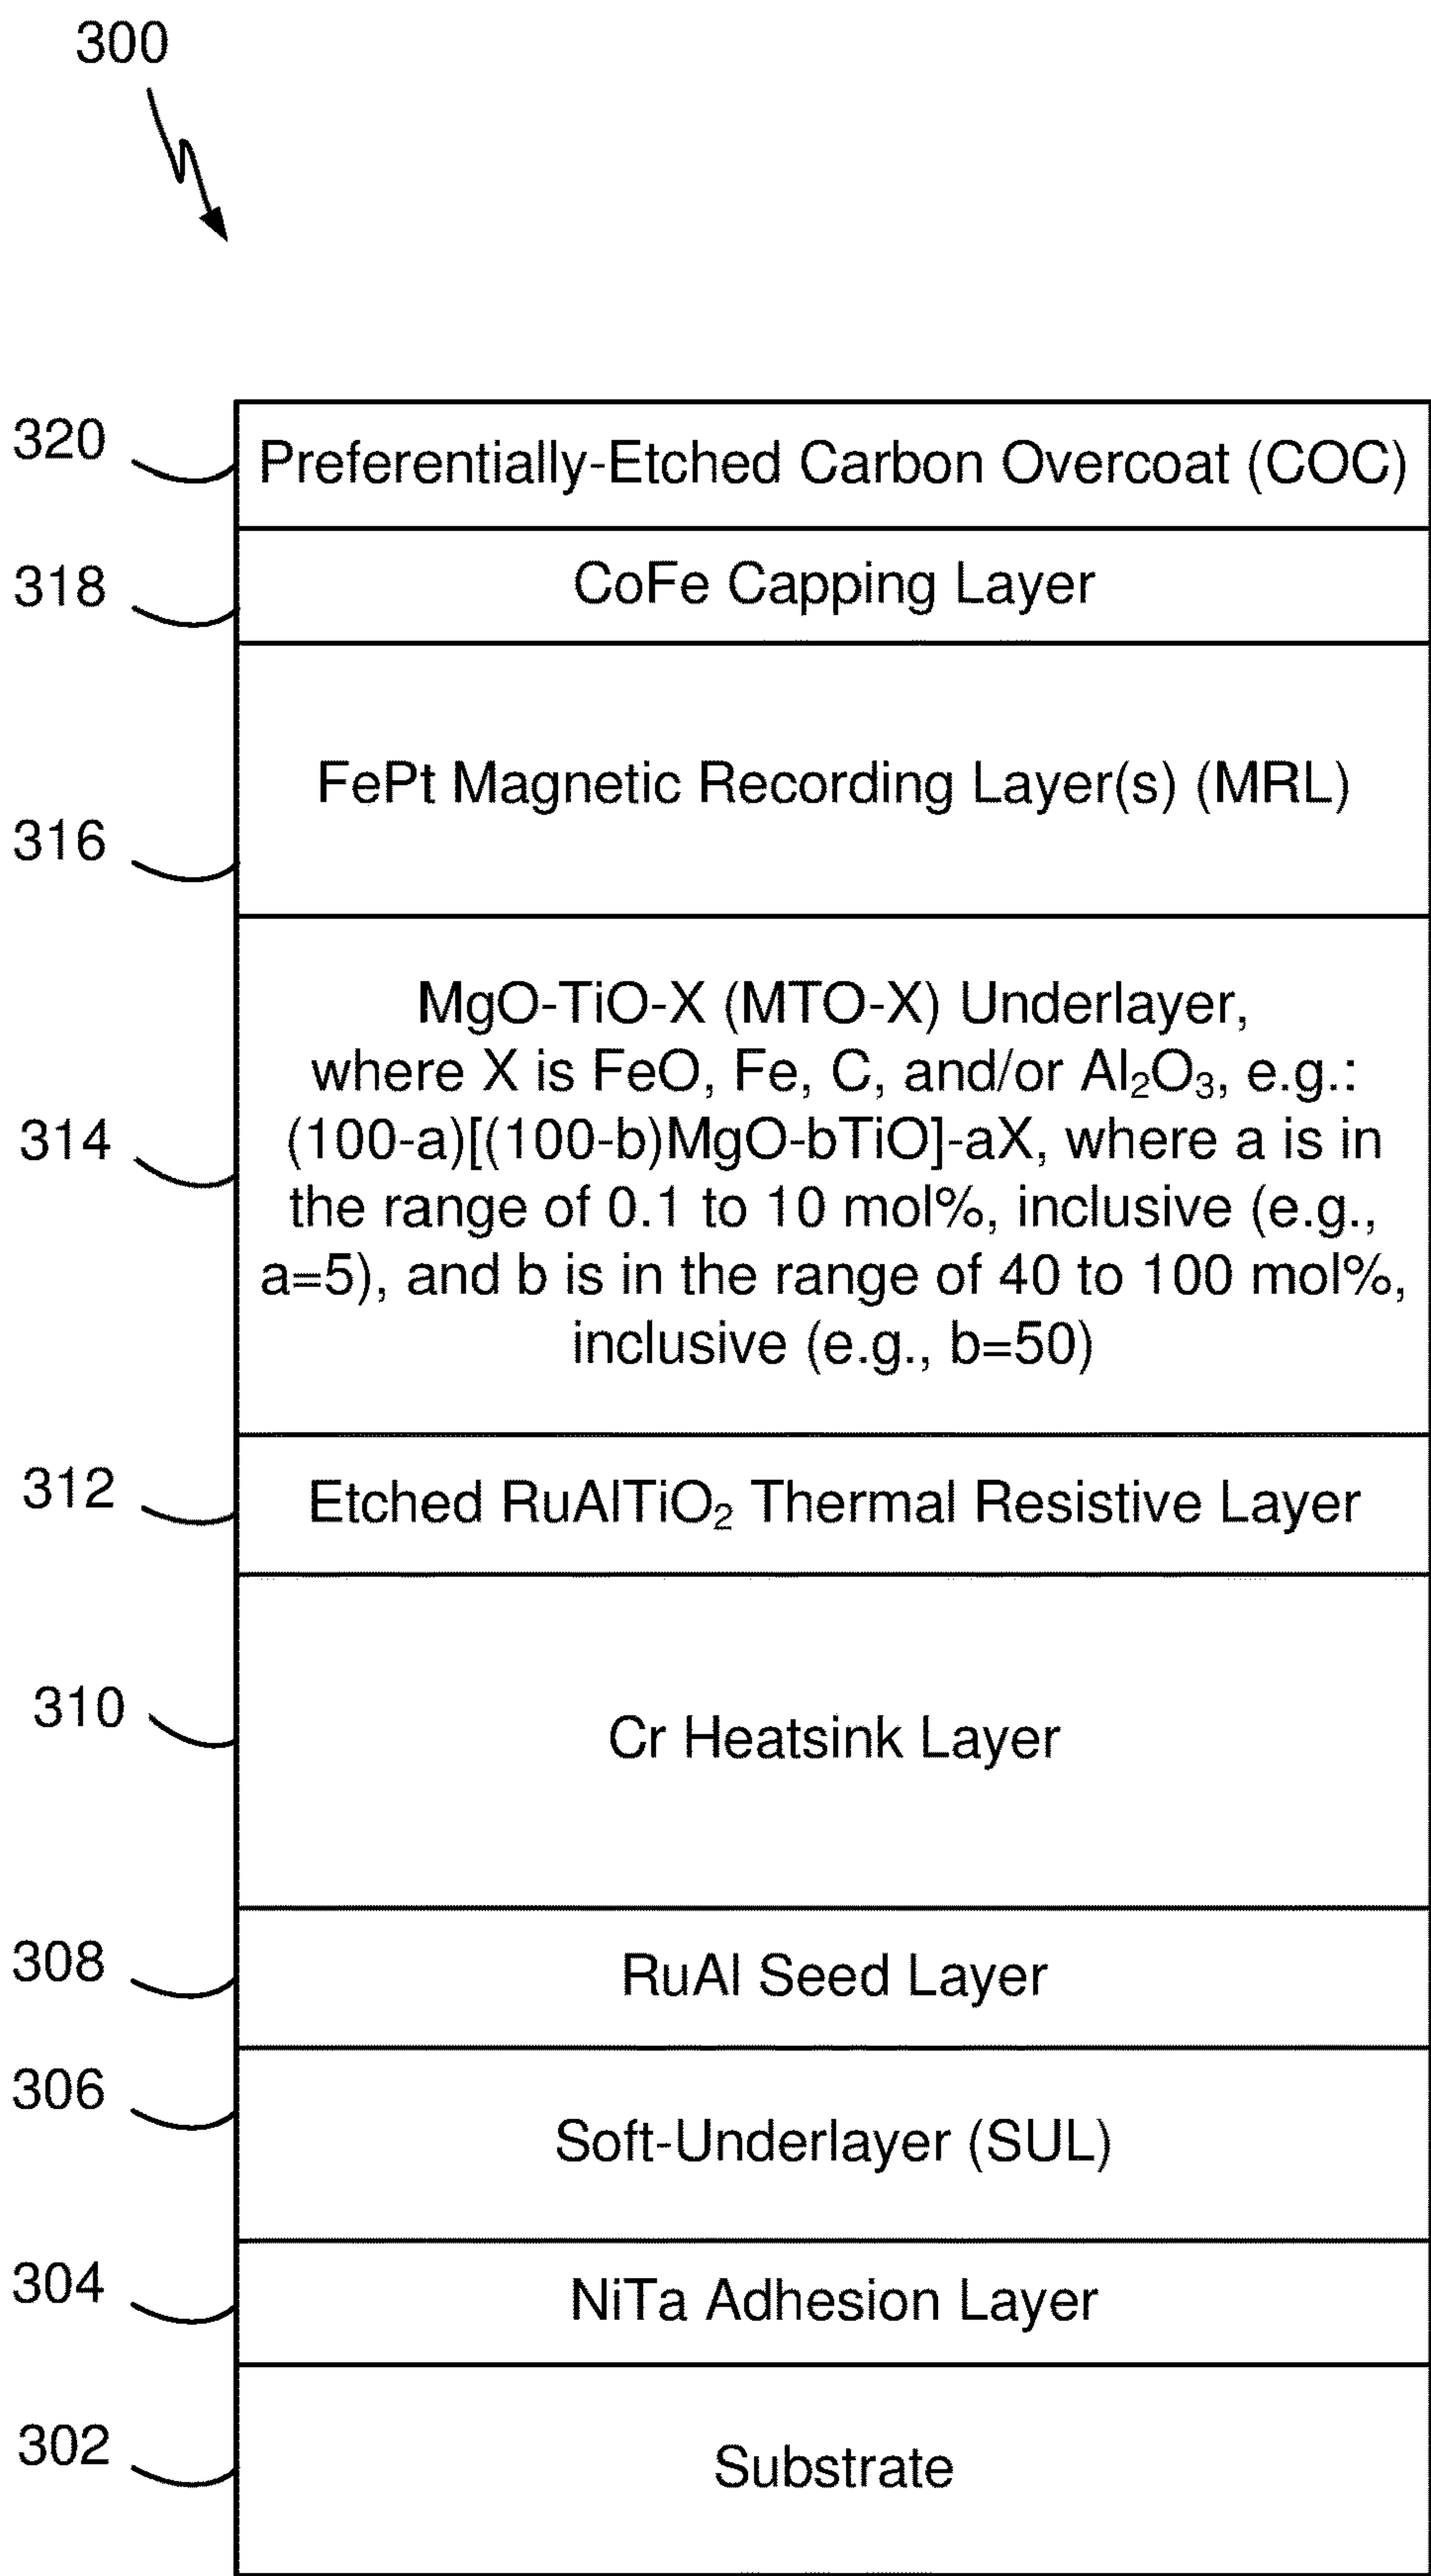 300
320
Preferentially-Etched Carbon Overcoat (COC)
318
CoFe Capping Layer
FePt Magnetic Recording Layer(s) (MRL)
316
MgO-TiO-X (MTO-X) Underlayer,
where X is FeO, Fe, C, and/or Al₂O₃, e.g.:
314
(100-a)[(100-b)MgO-bTiO]-aX, where a is in
the range of 0.1 to 10 mol%, inclusive (e.g.,
a=5), and b is in the range of 40 to 100 mol%,
inclusive (e.g., b=50)
312
Etched RuAlTiO₂ Thermal Resistive Layer
310
Cr Heatsink Layer
308
RuAl Seed Layer
306
Soft-Underlayer (SUL)
304
NiTa Adhesion Layer
302
Substrate